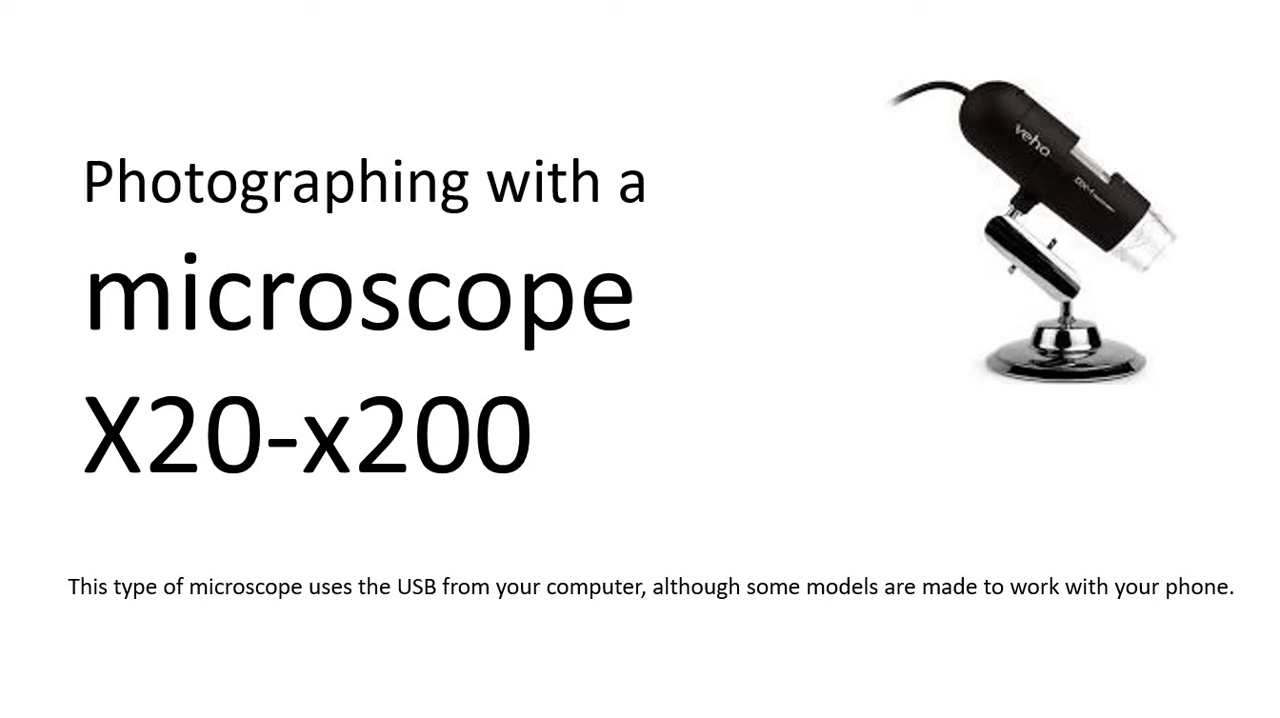 Photographing with a
microscope
X20-x200
veho
This type of microscope uses the USB from your computer, although some models are made to work with your phone.